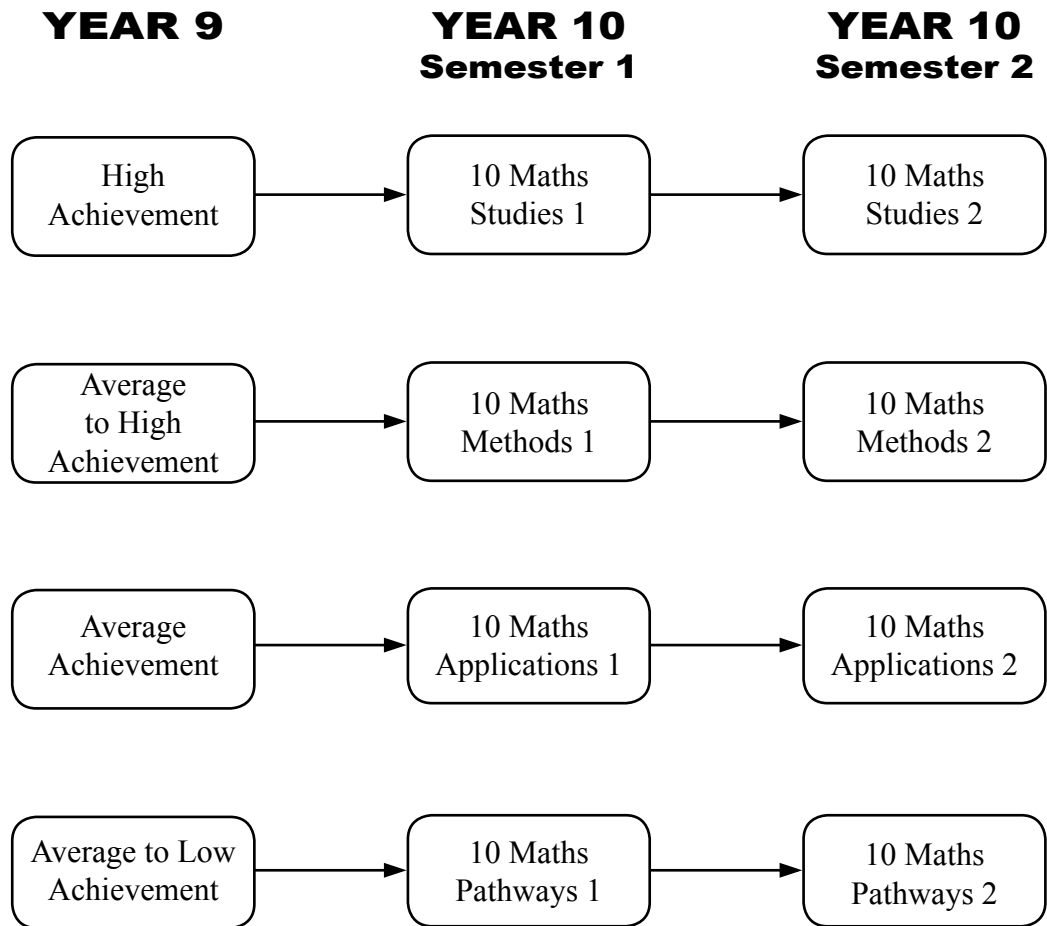 YEAR 9
YEAR 10
Semester 1
YEAR 10
Semester 2
High
Achievement
10 Maths
Studies 1
10 Maths
Studies 2
Average
to High
Achievement
10 Maths
Methods 1
10 Maths
Methods 2
Average
Achievement
10 Maths
Applications 1
10 Maths
Applications 2
Average to Low
Achievement
10 Maths
Pathways 1
10 Maths
Pathways 2